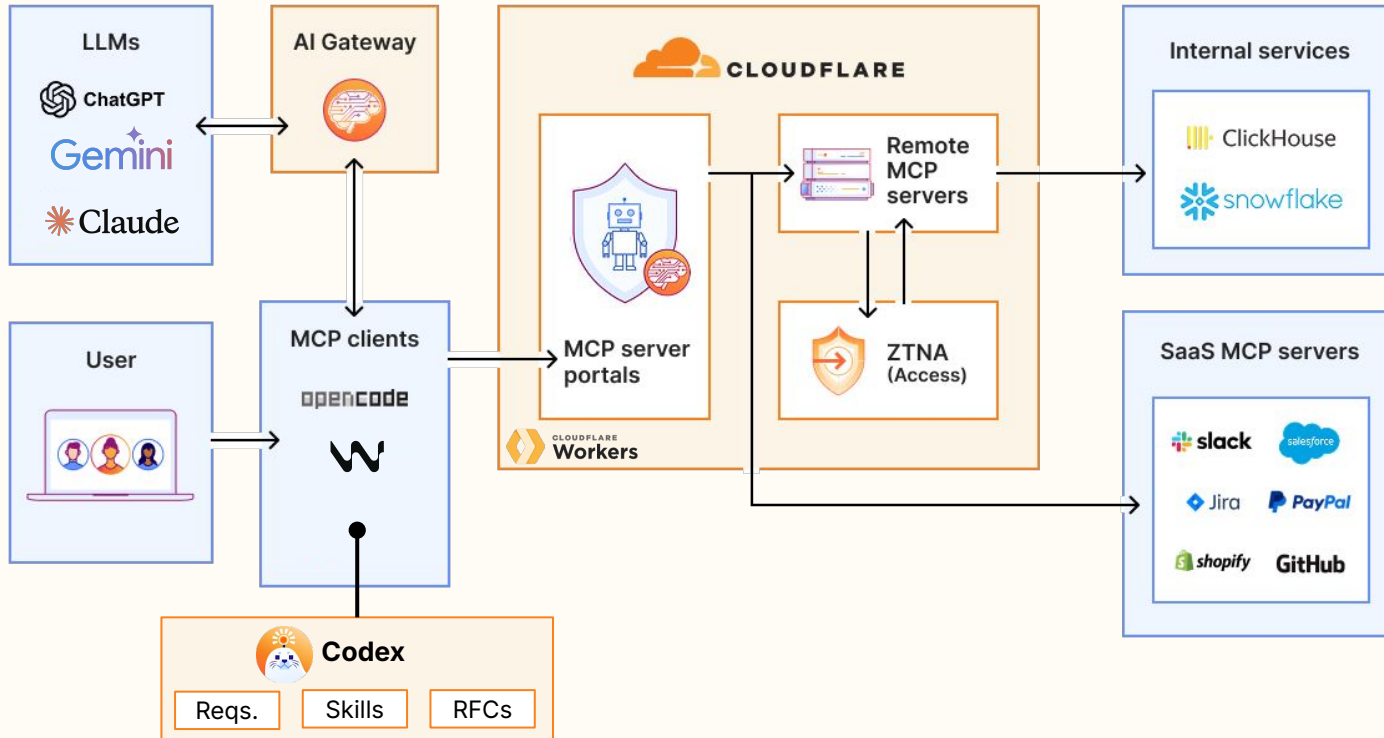 LLMs
ChatGPT
Gemini
Claude
AI Gateway
CLOUDFLARE
MCP server
portals
Remote
MCP
servers
ZTNA
(Access)
CLOUDFLARE
Workers
Internal services
ClickHouse
snowflake
User
MCP clients
opencode
SaaS MCP servers
slack
salesforce
Jira
PayPal
shopify
GitHub
Codex
Reqs.
Skills
RFCs